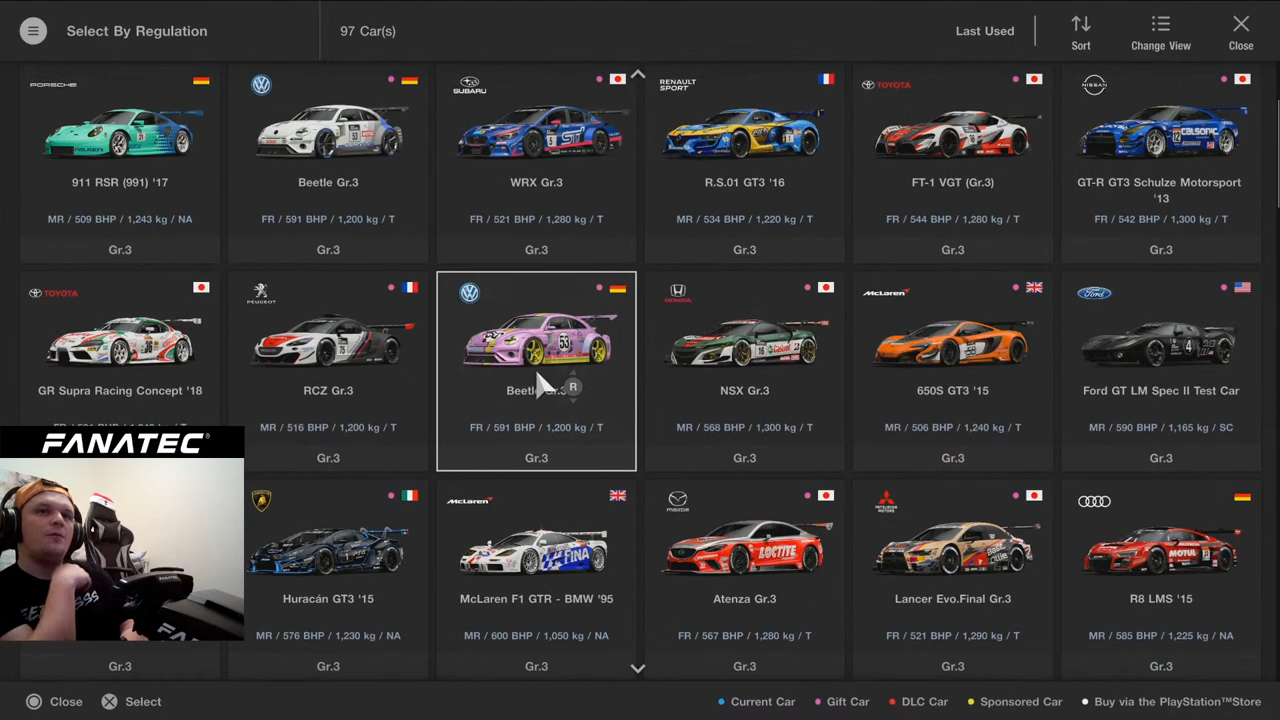 Select By Regulation
97 Car(s)
Last Used
Sort
Change View
Close
PORSCHE
SUBARU
RENAULT
SPORT
TOYOTA
911 RSR (991) '17
Beetle Gr.3
WRX Gr.3
R.S.01 GT3 '16
FT-1 VGT (Gr.3)
GT-R GT3 Schulze Motorsport
'13
MR / 509 BHP / 1,243 kg / NA
FR / 591 BHP / 1,200 kg / T
FR / 521 BHP / 1,280 kg / T
MR / 534 BHP / 1,220 kg / T
FR / 544 BHP / 1,280 kg / T
FR / 542 BHP / 1,300 kg / T
Gr.3
Gr.3
Gr.3
Gr.3
Gr.3
Gr.3
TOYOTA
PEUGEOT
HONDA
McLaren
Ford
GR Supra Racing Concept '18
RCZ Gr.3
Beetle Gr.3
R
NSX Gr.3
650S GT3 '15
Ford GT LM Spec II Test Car
MR / 516 BHP / 1,200 kg / T
FR / 591 BHP / 1,200 kg / T
MR / 568 BHP / 1,300 kg / T
MR / 506 BHP / 1,240 kg / T
MR / 590 BHP / 1,165 kg / SC
FANATEC
Gr.3
Gr.3
Gr.3
Gr.3
Gr.3
McLaren
mazda
MITSUBISHI
MOTORS
FINA
LOCTITE
MOTUL
Huracán GT3 '15
McLaren F1 GTR - BMW '95
Atenza Gr.3
Lancer Evo.Final Gr.3
R8 LMS '15
MR / 576 BHP / 1,230 kg / NA
MR / 600 BHP / 1,050 kg / NA
FR / 567 BHP / 1,280 kg / T
FR / 521 BHP / 1,290 kg / T
MR / 585 BHP / 1,225 kg / NA
Gr.3
Gr.3
Gr.3
Gr.3
Gr.3
Gr.3
Close
Select
Current Car
Gift Car
DLC Car
Sponsored Car
Buy via the PlayStation™Store